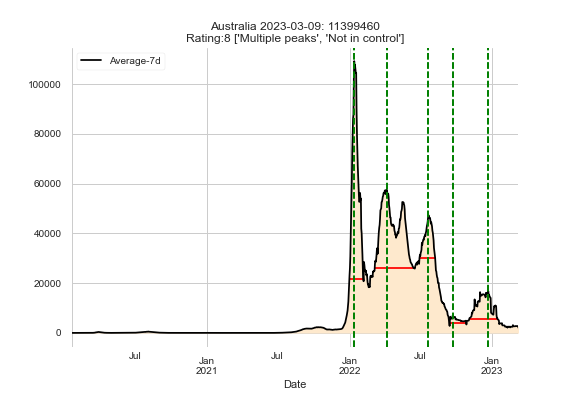 Australia 2023-03-09: 11399460
Rating:8 ['Multiple peaks', 'Not in control']
Average-7d
100000
80000
60000
40000
20000
0
Jul
Jan
2021
Jul
Jan
2022
Jul
Jan
2023
Date